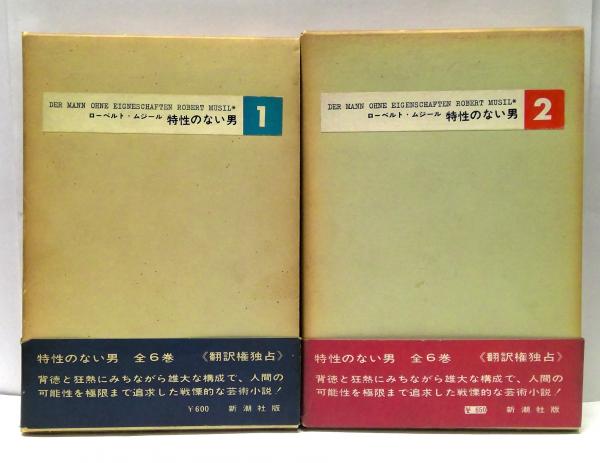 DER MANN OHNE EIGNESCHAFTEN ROBERT MUSIL*
ローベルト・ムジール 特性のない男
1
特性のない男 全6巻 《翻訳権独占》
背徳と狂熱にみちながら雄大な構成で、人間の
可能性を極限まで追求した戦慄的な芸術小説!
¥600 新潮社版
DER MANN OHNE EIGENSCHAFTEN ROBERT MUSIL*
ローベルト・ムジール 特性のない男
2
特性のない男 全6巻 《翻訳権独占》
背徳と狂熱にみちながら雄大な構成で、人間の
可能性を極限まで追求した戦慄的な芸術小説!
新潮社版